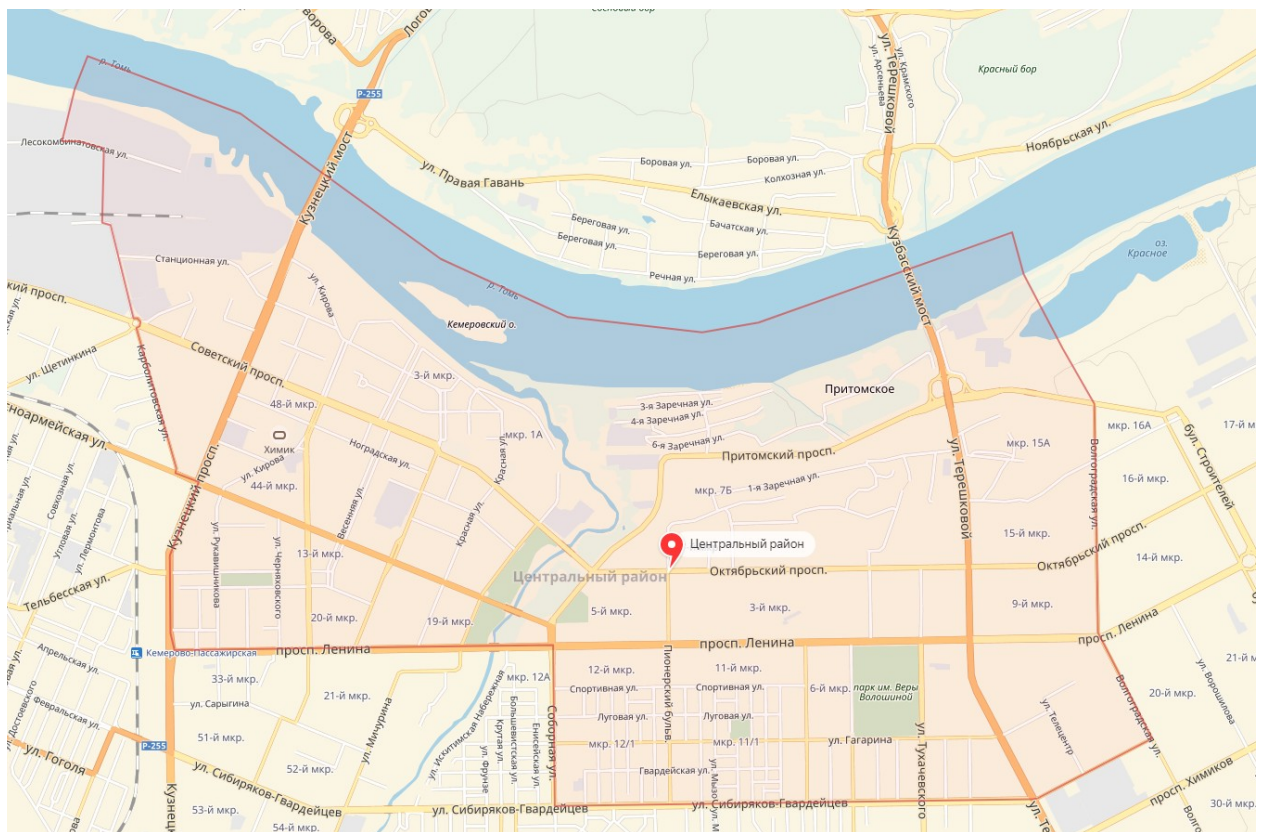 Сосновый бор
Логов
ворова
ул. Терешковой
ул. Крамского
ул. Арсеньева
Красный бор
р. Томь
Р-255
Ноябрьская ул.
Лесокомбинатовская ул.
Кузнецкий мост
ул. Правая Гавань
Боровая ул.
Боровая ул.
Колхозная ул.
Елыкаевская ул.
Береговая ул.
Бачатская ул.
Береговая ул.
Береговая ул.
Речная ул.
Кузбасский мост
оз.
Красное
Станционная ул.
ул. Кирова
р. Томь
кий просп.
Кемеровский о.
Советский просп.
ул. Щетинкина
Карболитовская ул.
3-й мкр.
Притомское
48-й мкр.
3-я Заречная ул.
4-я Заречная ул.
6-я Заречная ул.
Притомский просп.
сноармейская ул.
Химик
Ноградская ул.
мкр. 1А
Красная ул.
мкр. 15А
мкр. 16А
17-й м
бул. Строителей
Волгоградская ул.
16-й мкр.
ул. Кирова
44-й мкр.
Весенняя ул.
Красная ул.
мкр. 7Б
1-я Заречная ул.
ул. Терешковой
Совхозная ул.
Угловая ул.
ул. Лермонтова
Кузнецкий просп.
ул. Рукавишникова
ул. Черняховского
13-й мкр.
15-й мкр.
Центральный район
Центральный район
Октябрьский просп.
Октябрьский просп.
14-й мкр.
Тельбесская ул.
20-й мкр.
19-й мкр.
5-й мкр.
3-й мкр.
9-й мкр.
просп. Ленина
просп. Ленина
просп. Ленина
Кемерово-Пассажирская
Апрельская ул.
Февральская ул.
ул. Достоевского
33-й мкр.
21-й мкр.
мкр. 12А
ул. Сарыгина
51-й мкр.
52-й мкр.
ул. Мичурина
ул. Искитимская Набережная
Большевистская ул.
Крутая ул.
ул. Фрунзе
Енисейская ул.
Соборная ул.
12-й мкр.
11-й мкр.
6-й мкр.
Пионерский бульв.
парк им. Веры
Волошиной
Спортивная ул.
Спортивная ул.
Луговая ул.
Луговая ул.
мкр. 12/1
мкр. 11/1
ул. Гагарина
Гвардейская ул.
ул. Тухачевского
ул. Телецентр
Волгоградская ул.
20-й мкр.
21-й м
ул. Ворошилова
Р-255
ул. Гоголя
ул. Сибиряков-Гвардейцев
ул. Сибиряков-Гвардейцев
ул. Сибиряков-Гвардейцев
просп. Химиков
30-й мкр.
53-й мкр.
54-й мкр.